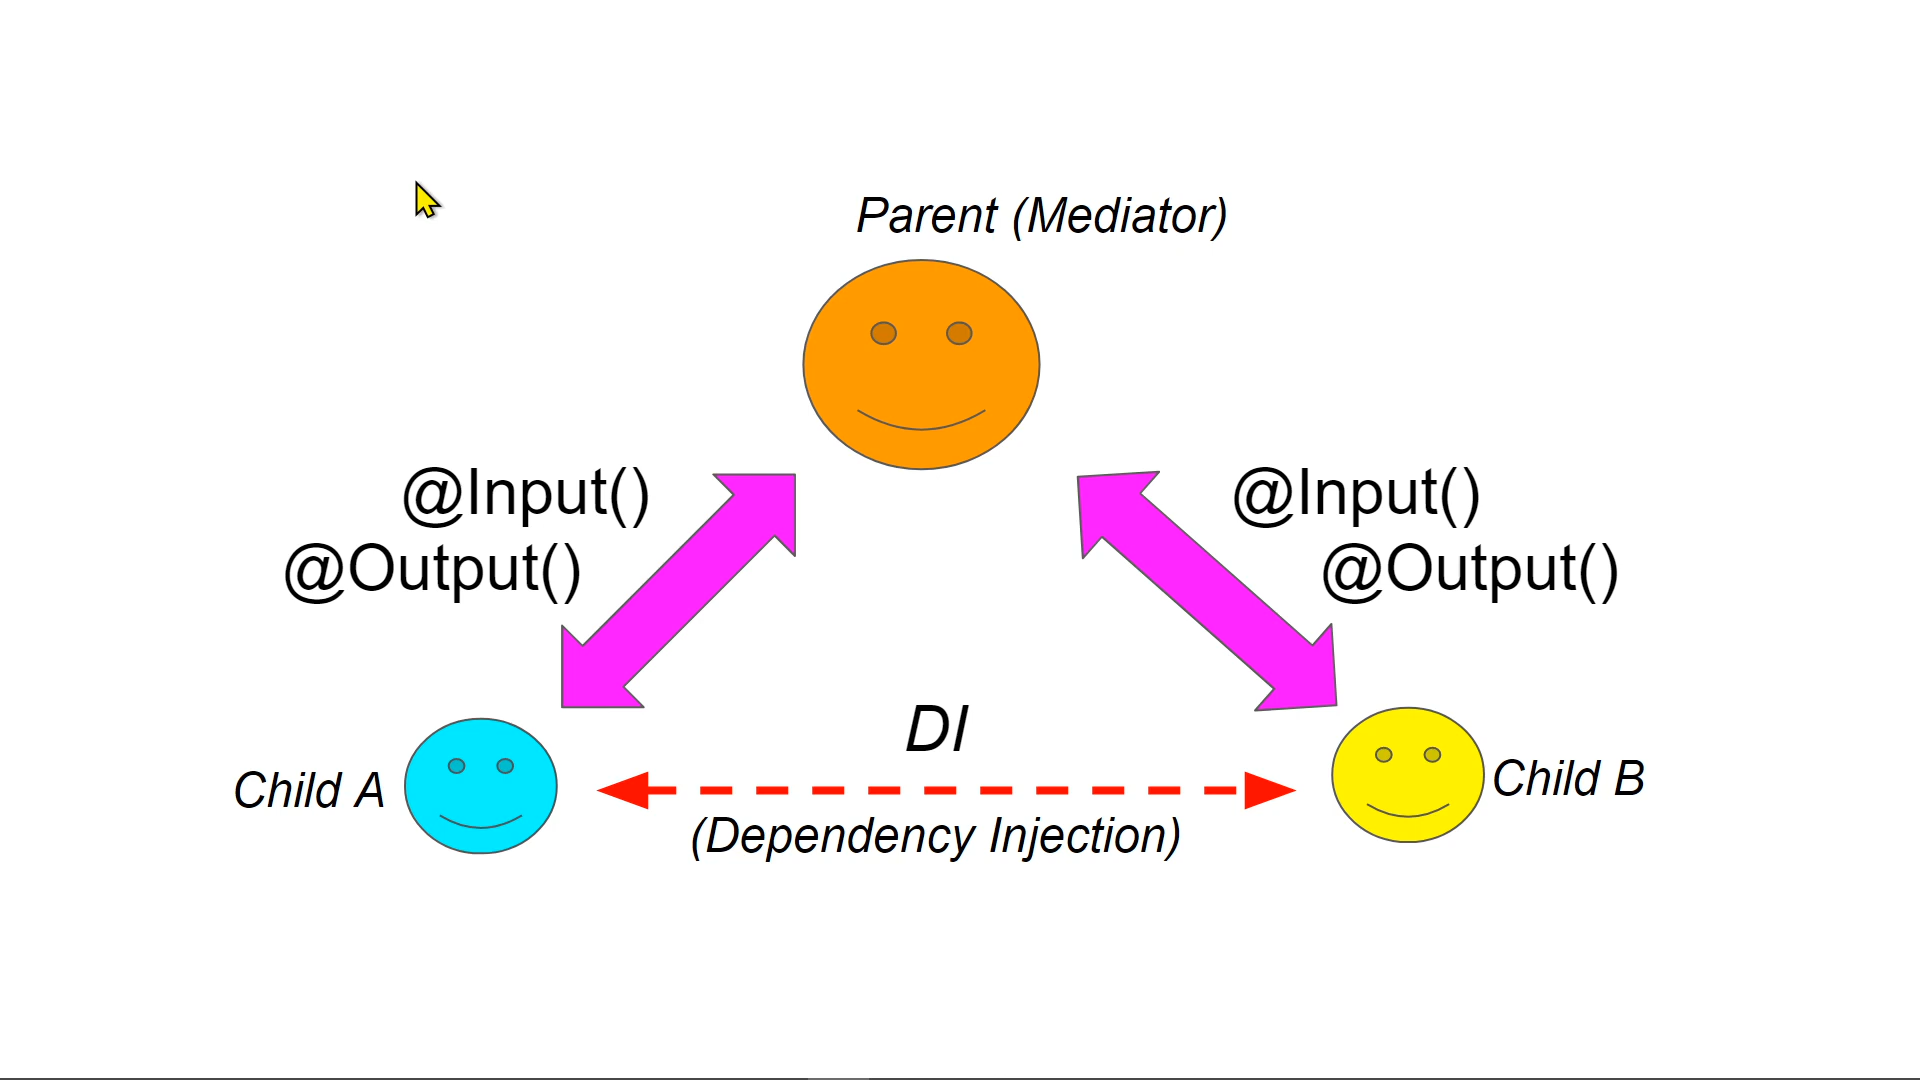 Parent (Mediator)
@Input()
@Output()
@Input()
@Output()
DI
(Dependency Injection)
Child A
Child B